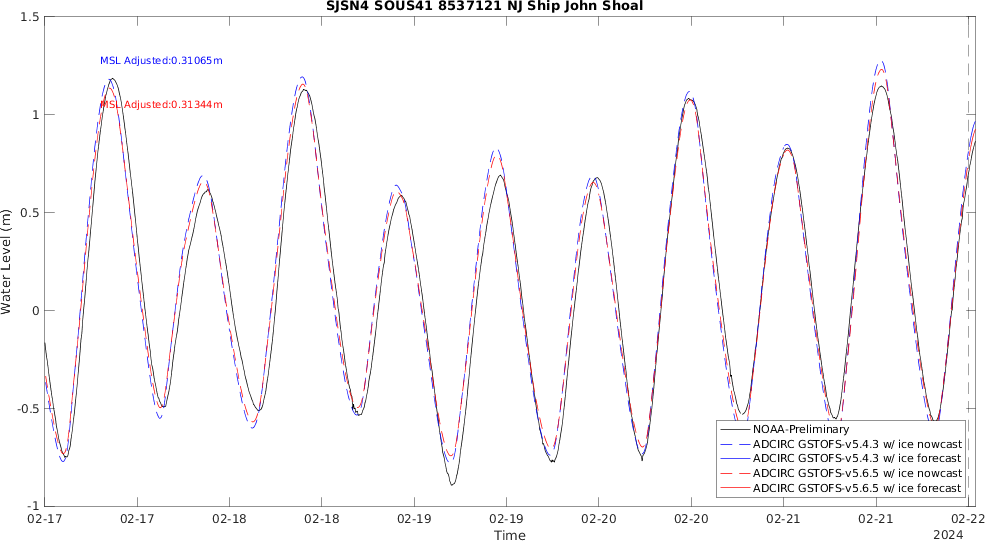 SJSN4 SOUS41 8537121 NJ Ship John Shoal
1.5
MSL Adjusted:0.31065m
MSL Adjusted:0.31344m
1
0.5
0
-0.5
-1
Water Level (m)
NOAA-Preliminary
ADCIRC GSTOFS-v5.4.3 w/ ice nowcast
ADCIRC GSTOFS-v5.4.3 w/ ice forecast
ADCIRC GSTOFS-v5.6.5 w/ ice nowcast
ADCIRC GSTOFS-v5.6.5 w/ ice forecast
02-17 02-17 02-18 02-18 02-19 02-19 02-20 02-20 02-21 02-21 02-22
Time
2024